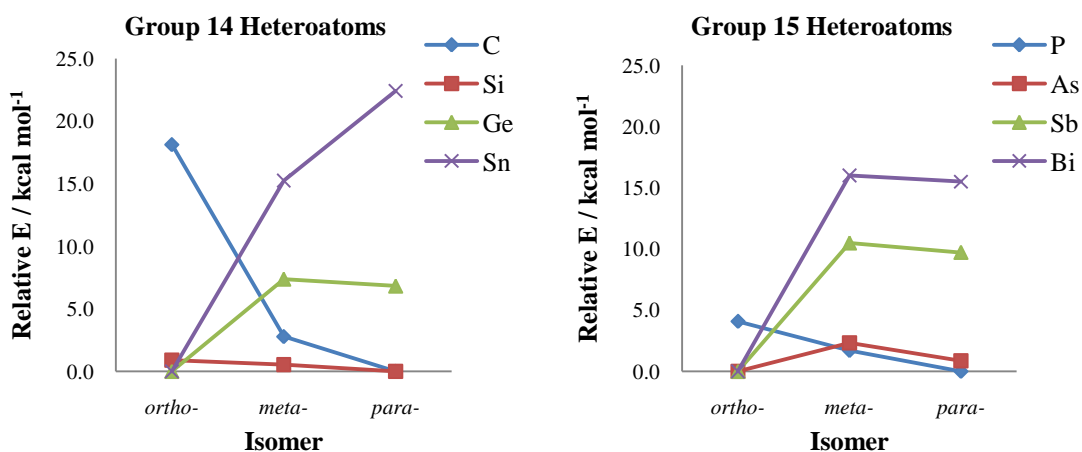 Group 14 Heteroatoms
Relative E / kcal mol-1
25.0
20.0
15.0
10.0
5.0
0.0
ortho- meta- para-
Isomer
C
Si
Ge
Sn
Group 15 Heteroatoms
Relative E / kcal mol-1
25.0
20.0
15.0
10.0
5.0
0.0
ortho- meta- para-
Isomer
P
As
Sb
Bi